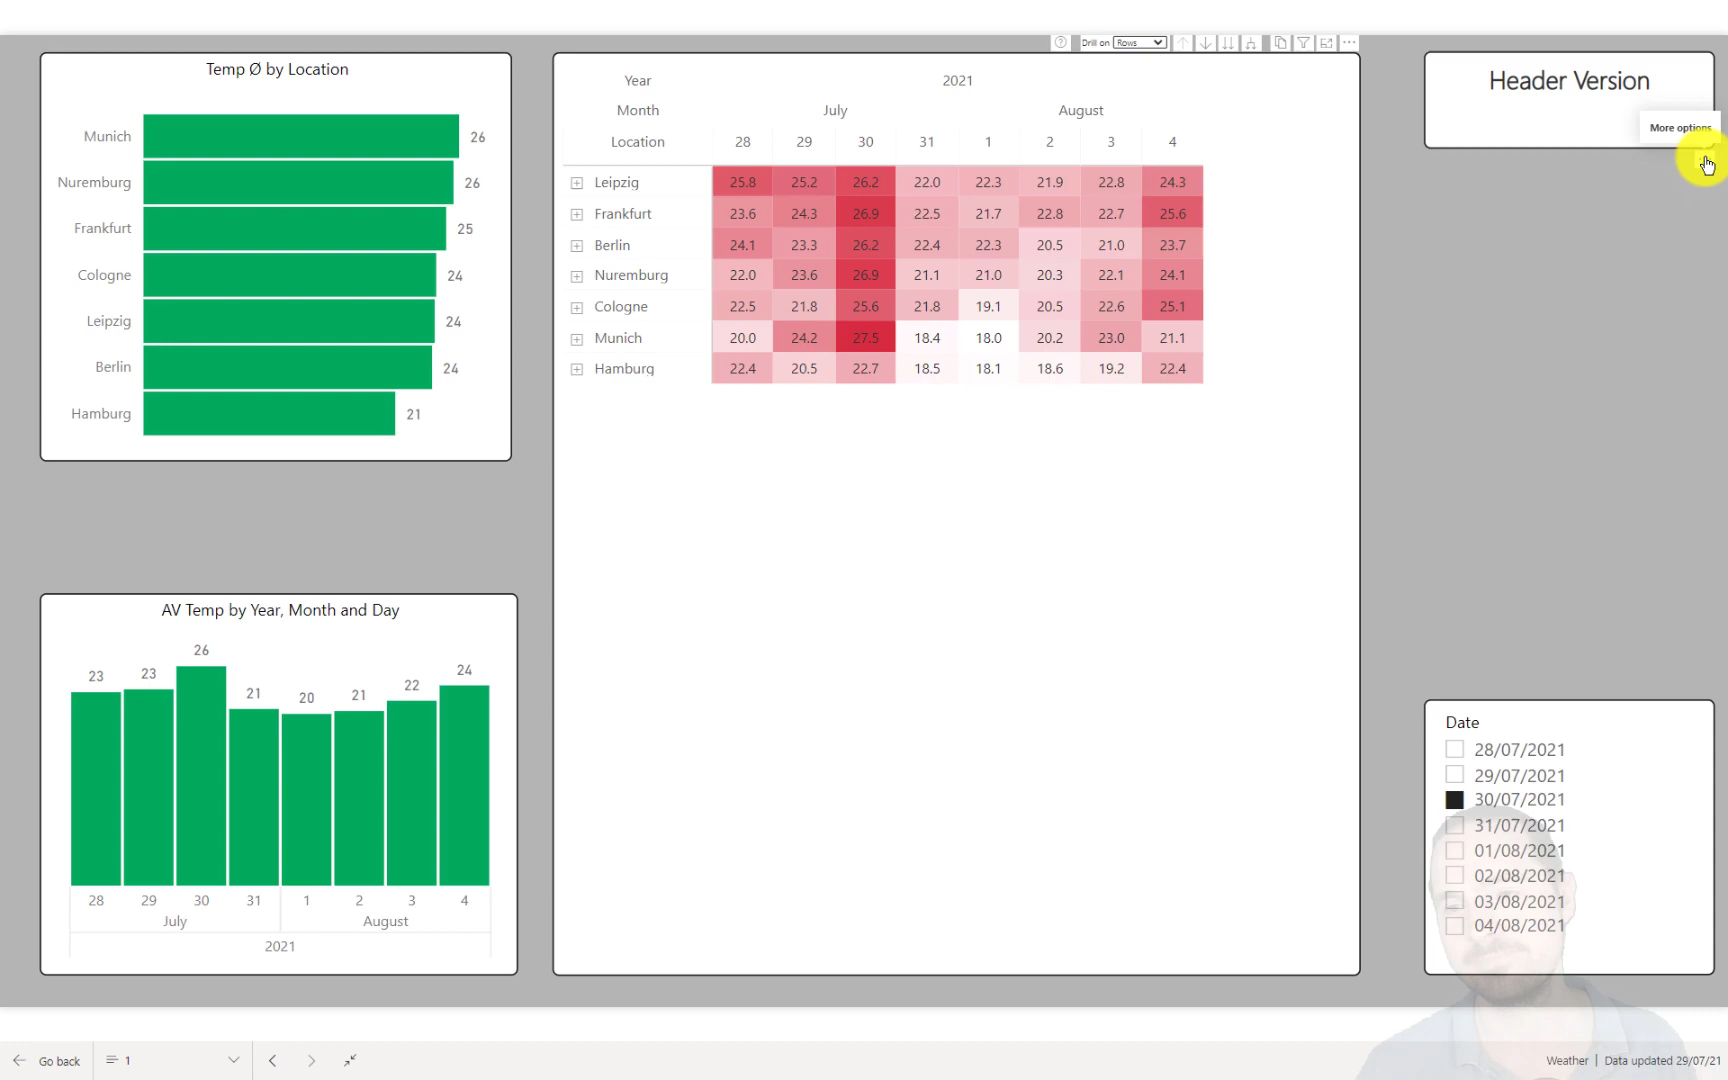 Temp Ø by Location
Munich 26
Nuremburg 26
Frankfurt 25
Cologne 24
Leipzig 24
Berlin 24
Hamburg 21
AV Temp by Year, Month and Day
23 23 26 21 20 21 22 24
28 29 30 31 1 2 3 4
July August
2021
Drill on Rows
Year 2021
Month July August
Location 28 29 30 31 1 2 3 4
Leipzig 25.8 25.2 26.2 22.0 22.3 21.9 22.8 24.3
Frankfurt 23.6 24.3 26.9 22.5 21.7 22.8 22.7 25.6
Berlin 24.1 23.3 26.2 22.4 22.3 20.5 21.0 23.7
Nuremburg 22.0 23.6 26.9 21.1 21.0 20.3 22.1 24.1
Cologne 22.5 21.8 25.6 21.8 19.1 20.5 22.6 25.1
Munich 20.0 24.2 27.5 18.4 18.0 20.2 23.0 21.1
Hamburg 22.4 20.5 22.7 18.5 18.1 18.6 19.2 22.4
Header Version
More options
Date
28/07/2021
29/07/2021
30/07/2021
31/07/2021
01/08/2021
02/08/2021
03/08/2021
04/08/2021
Go back 1
Weather | Data updated 29/07/21